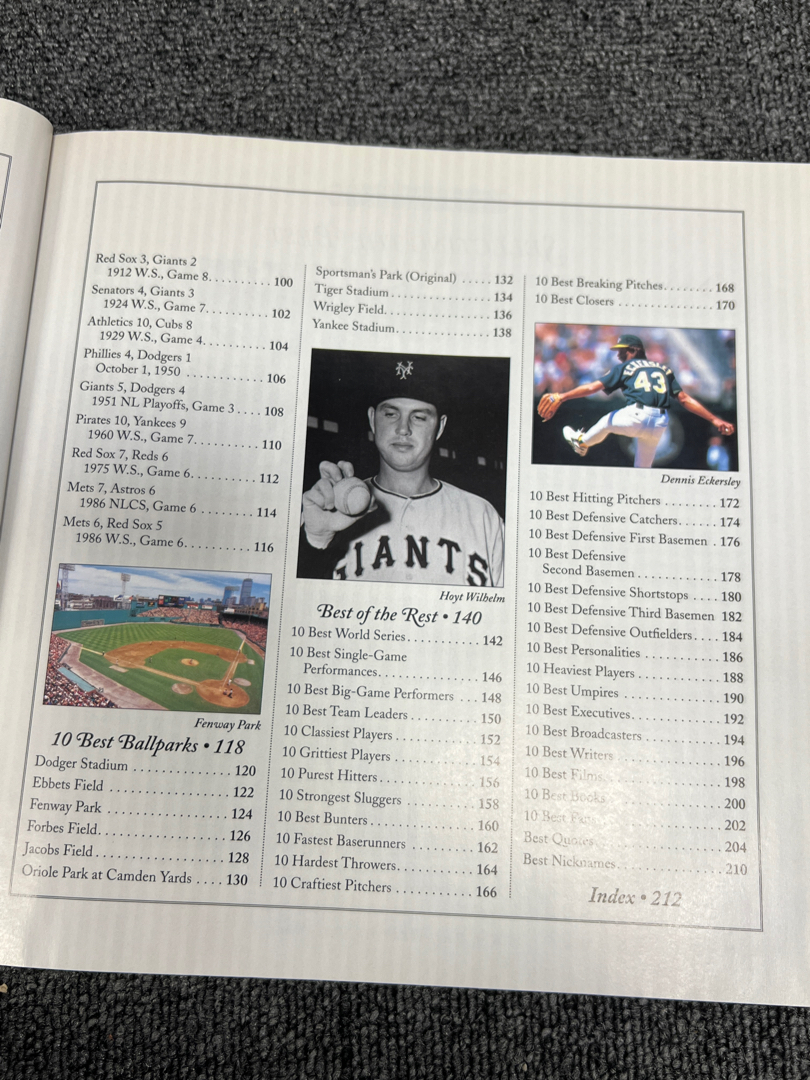 Red Sox 3, Giants 2
1912 W.S., Game 8. . . . . . . . . . 100
Senators 4, Giants 3
1924 W.S., Game 7. . . . . . . . . . 102
Athletics 10, Cubs 8
1929 W.S., Game 4. . . . . . . . . . 104
Phillies 4, Dodgers 1
October 1, 1950 . . . . . . . . . . . . 106
Giants 5, Dodgers 4
1951 NL Playoffs, Game 3 . . . . 108
Pirates 10, Yankees 9
1960 W.S., Game 7. . . . . . . . . . 110
Red Sox 7, Reds 6
1975 W.S., Game 6. . . . . . . . . . 112
Mets 7, Astros 6
1986 NLCS, Game 6 . . . . . . . . . 114
Mets 6, Red Sox 5
1986 W.S., Game 6. . . . . . . . . . 116
Fenway Park
10 Best Ballparks • 118
Dodger Stadium . . . . . . . . . . . . . 120
Ebbets Field . . . . . . . . . . . . . . . . 122
Fenway Park . . . . . . . . . . . . . . . . 124
Forbes Field. . . . . . . . . . . . . . . . . 126
Jacobs Field . . . . . . . . . . . . . . . . . 128
Oriole Park at Camden Yards . . . . 130
Sportsman's Park (Original) . . . . . 132
Tiger Stadium . . . . . . . . . . . . . . . 134
Wrigley Field. . . . . . . . . . . . . . . . 136
Yankee Stadium. . . . . . . . . . . . . . 138
NY
GIANTS
Hoyt Wilhelm
Best of the Rest • 140
10 Best World Series. . . . . . . . . . . 142
10 Best Single-Game
Performances. . . . . . . . . . . . . . 146
10 Best Big-Game Performers . . . 148
10 Best Team Leaders . . . . . . . . . . 150
10 Classiest Players . . . . . . . . . . . . 152
10 Grittiest Players . . . . . . . . . . . . 154
10 Purest Hitters . . . . . . . . . . . . . . 156
10 Strongest Sluggers . . . . . . . . . . 158
10 Best Bunters . . . . . . . . . . . . . . . 160
10 Fastest Baserunners . . . . . . . . . 162
10 Hardest Throwers. . . . . . . . . . . 164
10 Craftiest Pitchers . . . . . . . . . . . 166
10 Best Breaking Pitches. . . . . . . . 168
10 Best Closers . . . . . . . . . . . . . . . 170
ECKERSLEY
43
Dennis Eckersley
10 Best Hitting Pitchers . . . . . . . . 172
10 Best Defensive Catchers. . . . . . 174
10 Best Defensive First Basemen . 176
10 Best Defensive
Second Basemen . . . . . . . . . . . 178
10 Best Defensive Shortstops . . . . 180
10 Best Defensive Third Basemen 182
10 Best Defensive Outfielders. . . . 184
10 Best Personalities . . . . . . . . . . . 186
10 Heaviest Players . . . . . . . . . . . . 188
10 Best Umpires . . . . . . . . . . . . . . 190
10 Best Executives. . . . . . . . . . . . . 192
10 Best Broadcasters . . . . . . . . . . . 194
10 Best Writers . . . . . . . . . . . . . . . 196
10 Best Films. . . . . . . . . . . . . . . . . 198
10 Best Books . . . . . . . . . . . . . . . . 200
10 Best Fans . . . . . . . . . . . . . . . . . 202
Best Quotes. . . . . . . . . . . . . . . . . . 204
Best Nicknames. . . . . . . . . . . . . . . 210
Index • 212